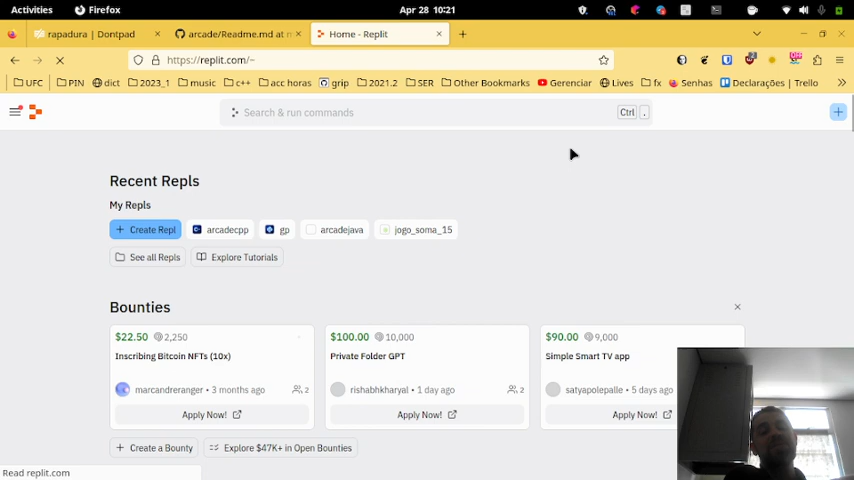 Activities Firefox Apr 28 10:21
rapadura | Dontpad × arcade/Readme.md at m × Home - Replit × +
https://replit.com/~
UFC PIN dict 2023_1 music c++ acc horas grip 2021.2 SER Other Bookmarks Gerenciar Lives fx Senhas Declarações | Trello
Search & run commands Ctrl .
Recent Repls
My Repls
+ Create Repl arcadecpp gp arcadejava jogo_soma_15
See all Repls Explore Tutorials
Bounties
$22.50 2,250 $100.00 10,000 $90.00 9,000
Inscribing Bitcoin NFTs (10x) Private Folder GPT Simple Smart TV app
marcandreranger • 3 months ago 2 rishabhkharyal • 1 day ago 2 satyapolepalle • 5 days ago
Apply Now! Apply Now! Apply Now!
+ Create a Bounty Explore $47K+ in Open Bounties
Read replit.com